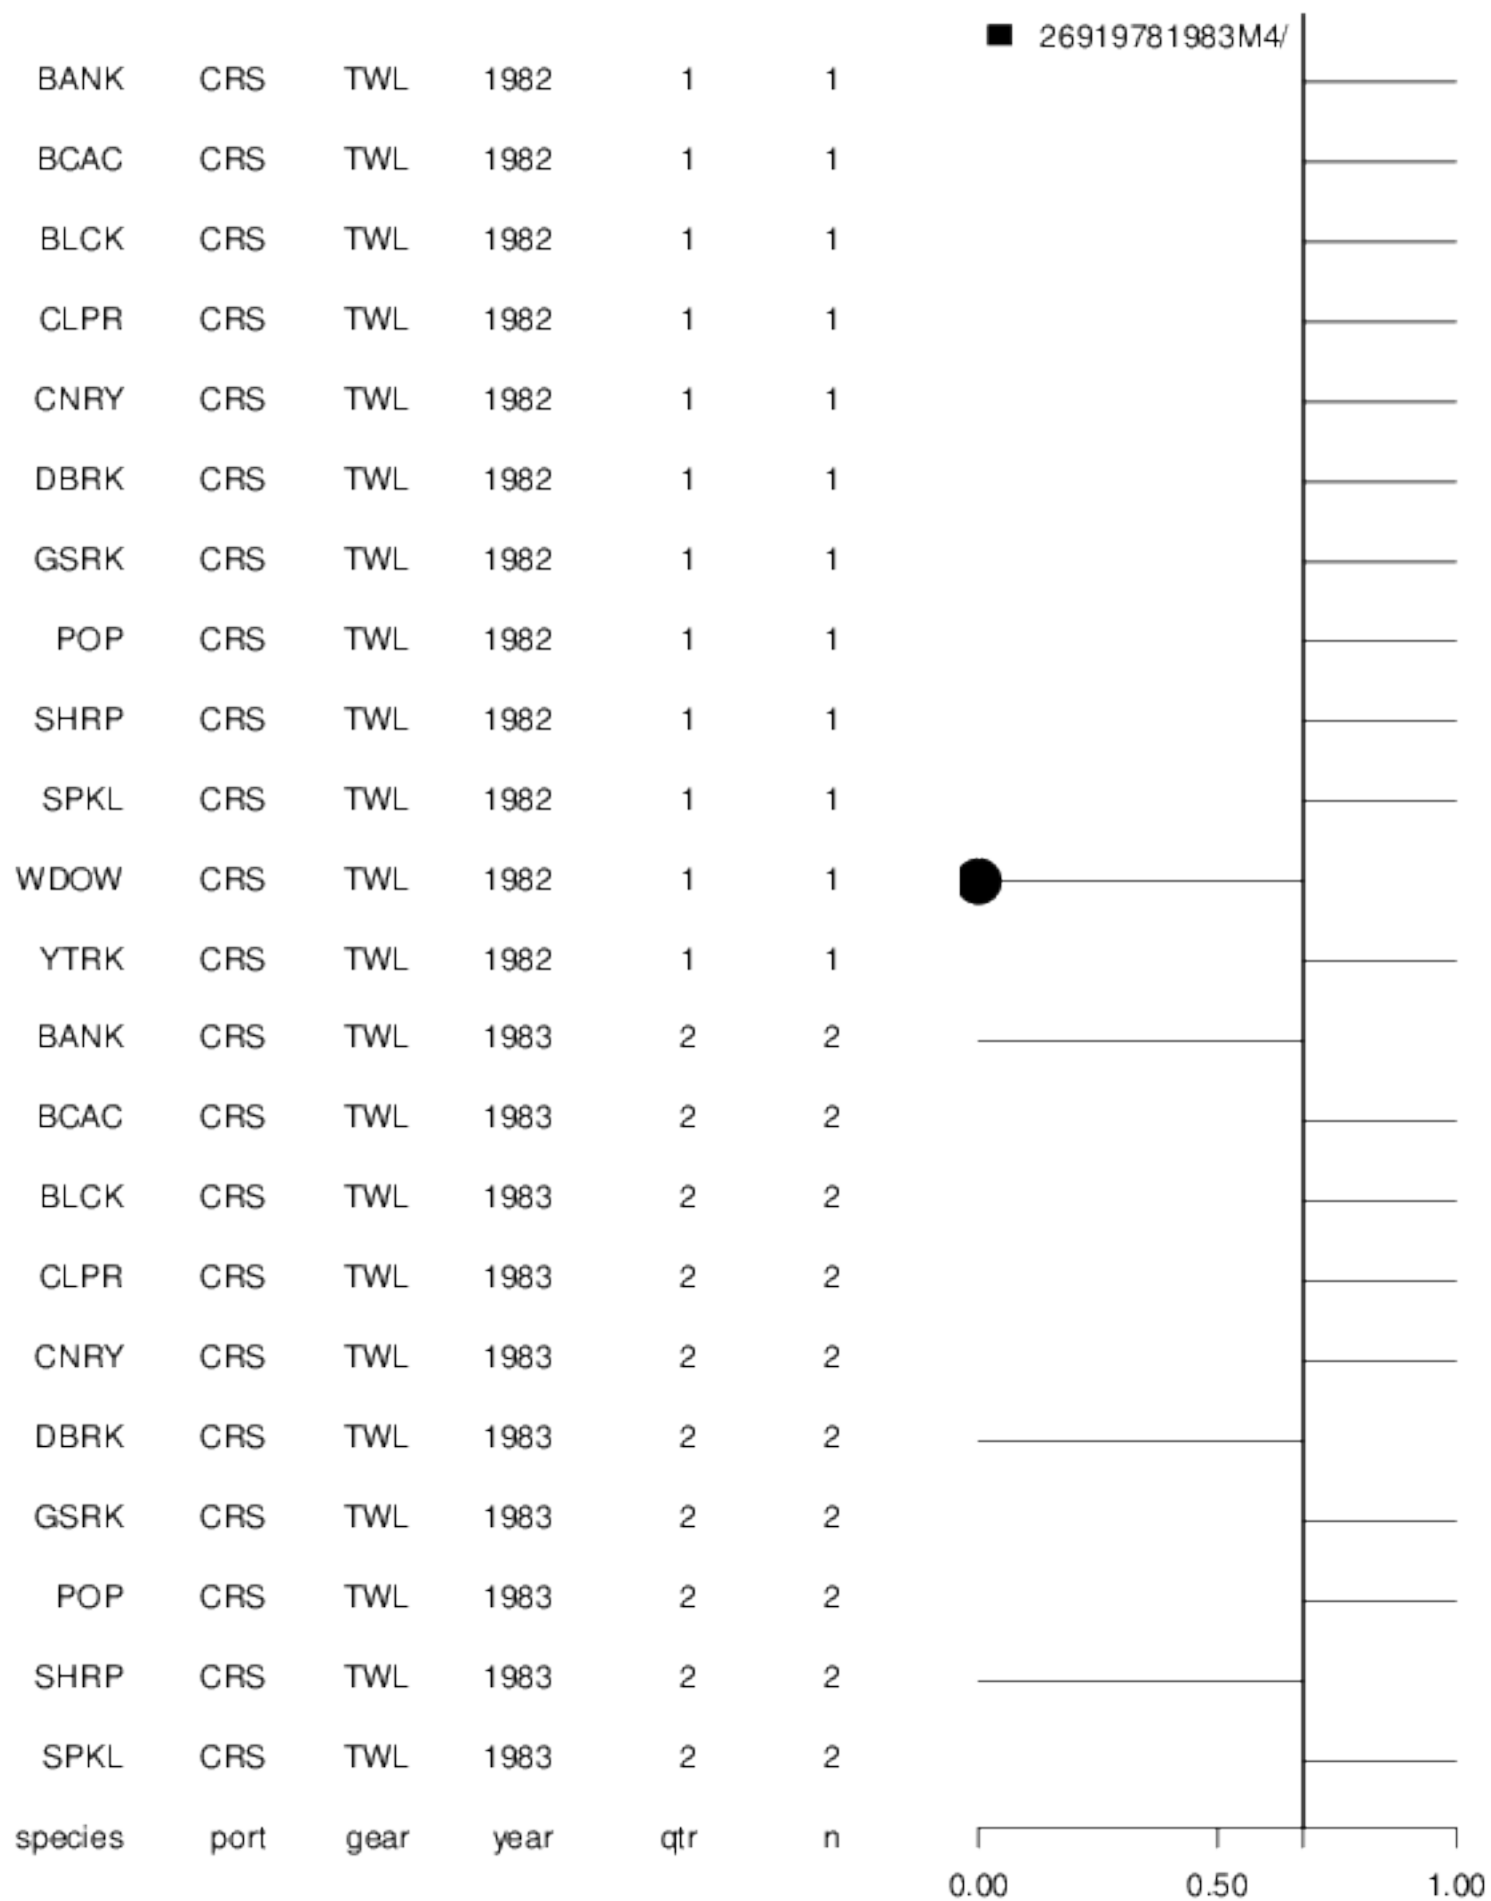 26919781983M4/
BANK CRS TWL 1982 1 1
BCAC CRS TWL 1982 1 1
BLCK CRS TWL 1982 1 1
CLPR CRS TWL 1982 1 1
CNRY CRS TWL 1982 1 1
DBRK CRS TWL 1982 1 1
GSRK CRS TWL 1982 1 1
POP CRS TWL 1982 1 1
SHRP CRS TWL 1982 1 1
SPKL CRS TWL 1982 1 1
WDOW CRS TWL 1982 1 1
YTRK CRS TWL 1982 1 1
BANK CRS TWL 1983 2 2
BCAC CRS TWL 1983 2 2
BLCK CRS TWL 1983 2 2
CLPR CRS TWL 1983 2 2
CNRY CRS TWL 1983 2 2
DBRK CRS TWL 1983 2 2
GSRK CRS TWL 1983 2 2
POP CRS TWL 1983 2 2
SHRP CRS TWL 1983 2 2
SPKL CRS TWL 1983 2 2
species port gear year qtr n
0.00 0.50 1.00